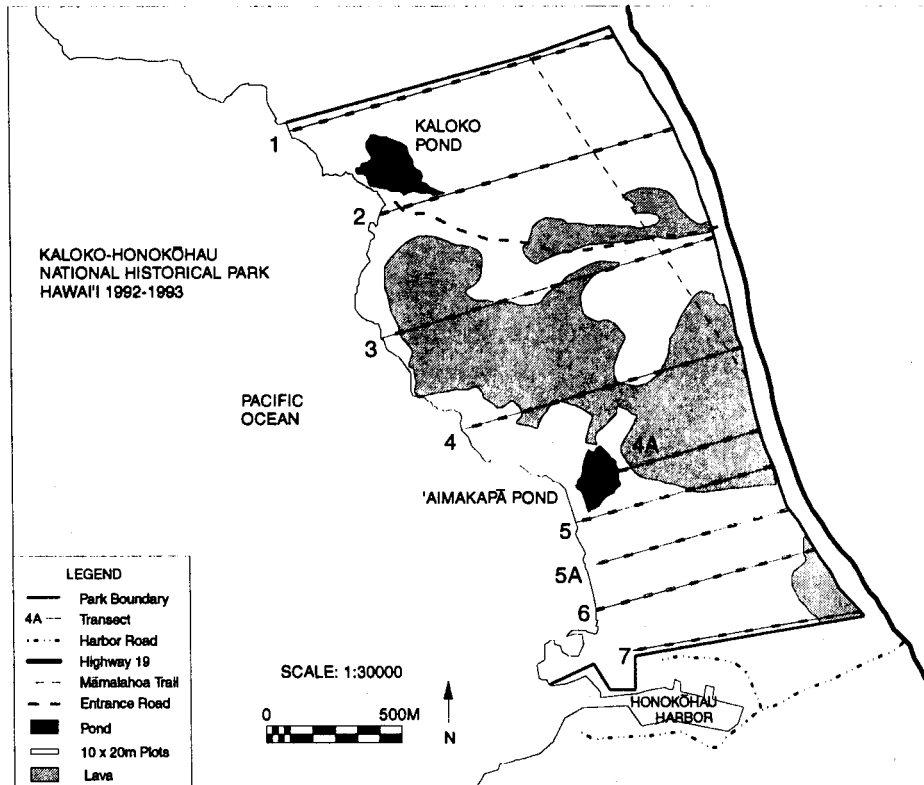 KALOKO
POND
1
2
KALOKO-HONOKŌHAU
NATIONAL HISTORICAL PARK
HAWAI'I 1992-1993
3
PACIFIC
OCEAN
4
4A
'AIMAKAPĀ POND
5
5A
6
7
LEGEND
Park Boundary
4A Transect
Harbor Road
Highway 19
Māmalahoa Trail
Entrance Road
Pond
10 x 20m Plots
Lava
SCALE: 1:30000
0 500M
N
HONOKŌHAU
HARBOR